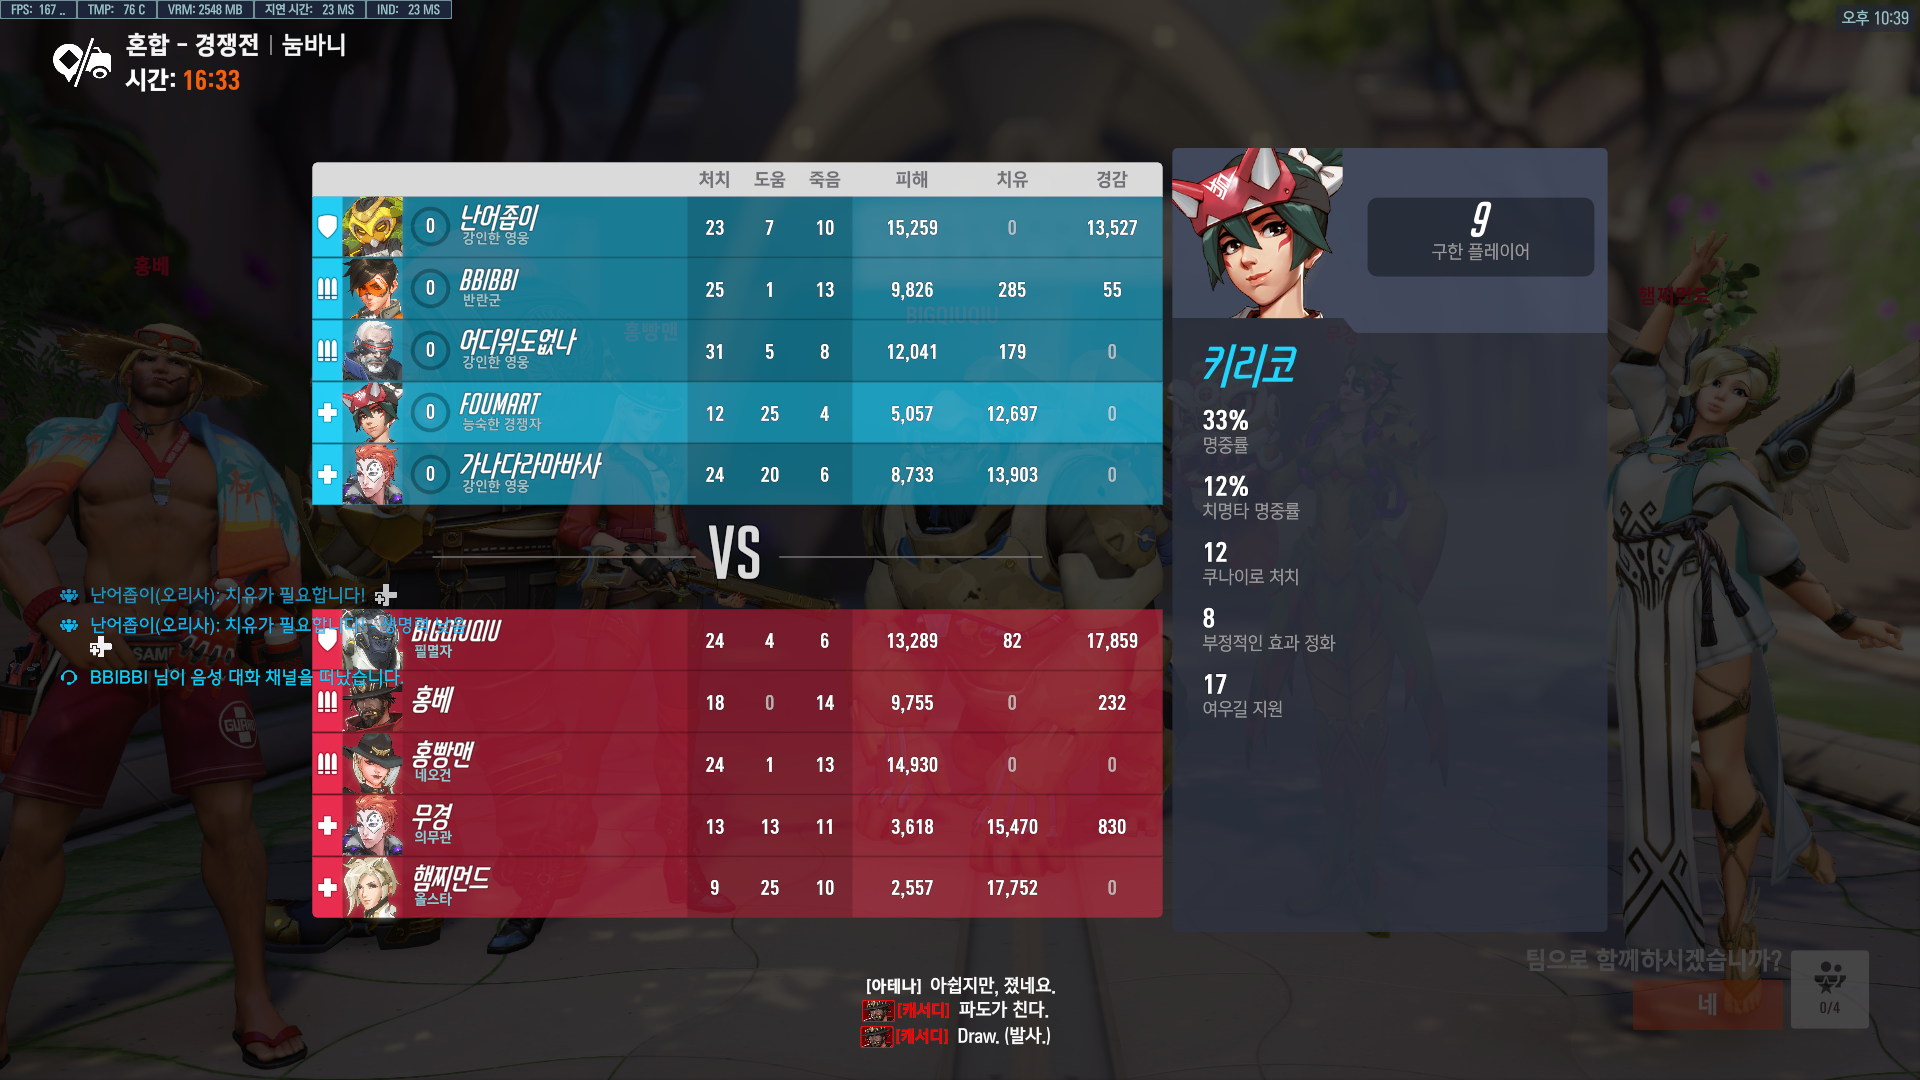 FPS: 167 .. TMP: 76 C VRM: 2548 MB 지연 시간: 23 MS IND: 23 MS
오후 10:39
혼합 - 경쟁전 | 눔바니
시간: 16:33
처치 도움 죽음 피해 치유 경감
0 난어좁이 23 7 10 15,259 0 13,527
강인한 영웅
0 BBIBBI 25 1 13 9,826 285 55
반란군
0 어디위도없나 31 5 8 12,041 179 0
강인한 영웅
0 FOUMART 12 25 4 5,057 12,697 0
능숙한 경쟁자
0 가나다라마바사 24 20 6 8,733 13,903 0
강인한 영웅
홍베
홍빵맨
BIGQIUQIU
햄찌먼드
VS
난어좁이(오리사): 치유가 필요합니다!
난어좁이(오리사): 치유가 필요합니다!
BBIBBI 님이 음성 대화 채널을 떠났습니다.
BIGQIUQIU 24 4 6 13,289 82 17,859
필멸자
홍베 18 0 14 9,755 0 232
홍빵맨 24 1 13 14,930 0 0
네오건
무경 13 13 11 3,618 15,470 830
의무관
햄찌먼드 9 25 10 2,557 17,752 0
올스타
9
구한 플레이어
키리코
33%
명중률
12%
치명타 명중률
12
쿠나이로 처치
8
부정적인 효과 정화
17
여우길 지원
[아테나] 아쉽지만, 졌네요.
[캐서디] 파도가 친다.
[캐서디] Draw. (발사.)
팀으로 함께하시겠습니까?
네
0/4